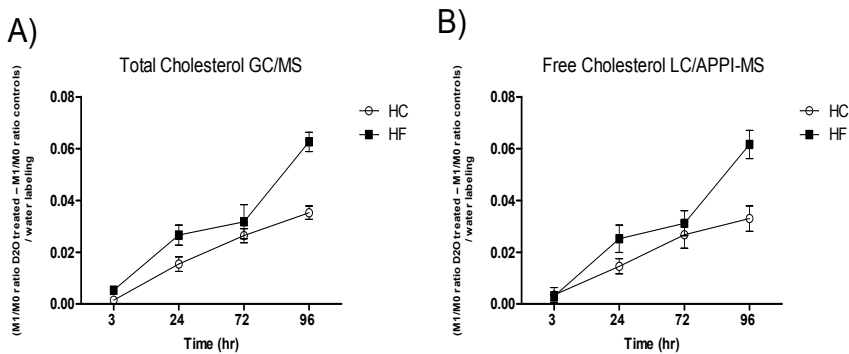 A)
Total Cholesterol GC/MS
(M1/M0 ratio D2O treated – M1/M0 ratio controls)
/ water labeling
0.08
0.06
0.04
0.02
0.00
3 24 72 96
Time (hr)
HC
HF
B)
Free Cholesterol LC/APPI-MS
(M1/M0 ratio D2O treated – M1/M0 ratio controls)
/ water labeling
0.08
0.06
0.04
0.02
0.00
3 24 72 96
Time (hr)
HC
HF